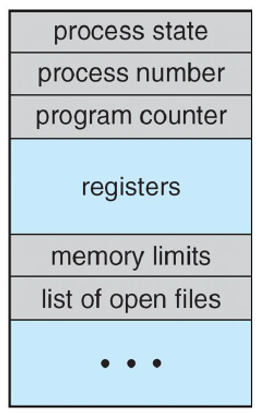 process state
process number
program counter
registers
memory limits
list of open files
• • •